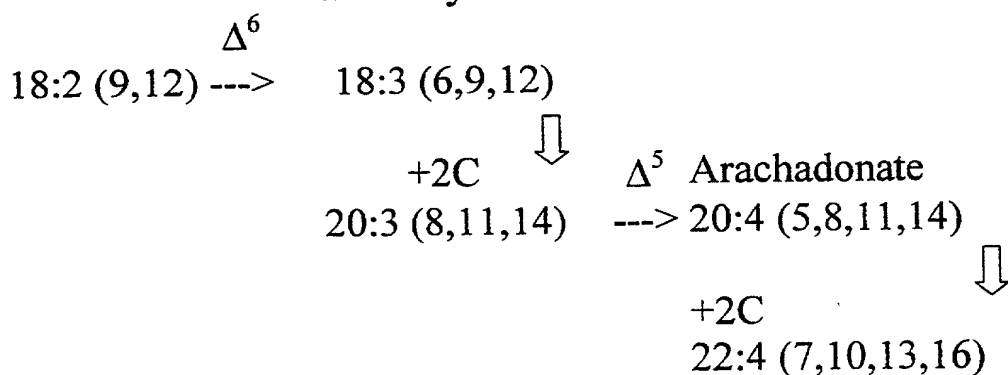 Δ⁶
18:2 (9,12) ---> 18:3 (6,9,12)
+2C
Δ⁵ Arachadonate
20:3 (8,11,14) ---> 20:4 (5,8,11,14)
+2C
22:4 (7,10,13,16)